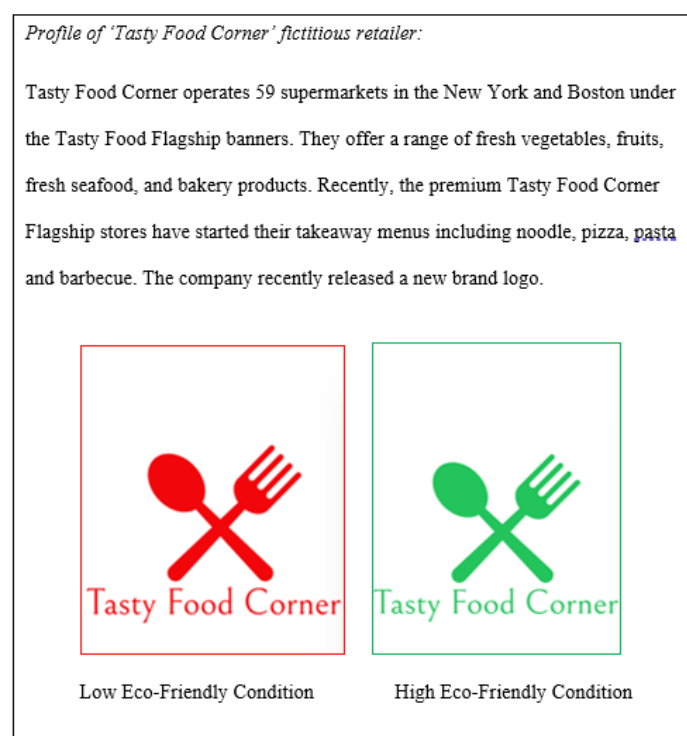 Profile of ‘Tasty Food Corner’ fictitious retailer:
Tasty Food Corner operates 59 supermarkets in the New York and Boston under
the Tasty Food Flagship banners. They offer a range of fresh vegetables, fruits,
fresh seafood, and bakery products. Recently, the premium Tasty Food Corner
Flagship stores have started their takeaway menus including noodle, pizza, pasta
and barbecue. The company recently released a new brand logo.
Tasty Food Corner
Tasty Food Corner
Low Eco-Friendly Condition
High Eco-Friendly Condition